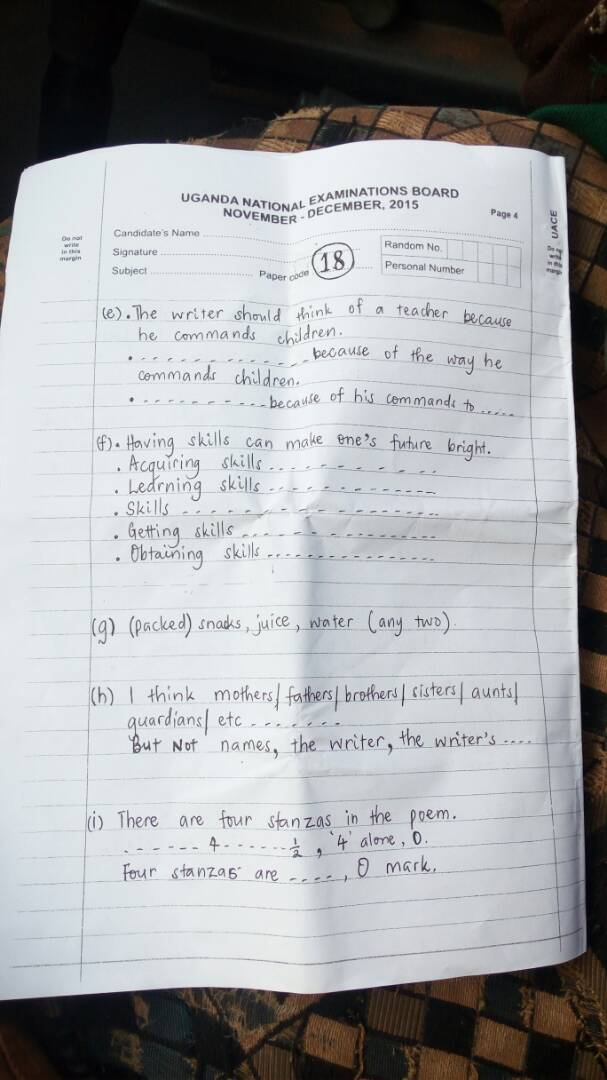 UGANDA NATIONAL EXAMINATIONS BOARD
NOVEMBER - DECEMBER, 2015
Page 4
UACE
Do not
write
in this
margin
Candidate's Name
Signature
Subject
Paper code 18
Random No.
Personal Number
Do not
write
in this
margin
(e). The writer should think of a teacher because
he commands children.
• - - - - - - - - - - - - because of the way he
commands children.
• - - - - - - - - - because of his commands to .....
(f). Having skills can make one's future bright.
. Acquiring skills - - - - - - - - - -
. Learning skills - - - - - - - - - - - -
. Skills - - - - - - - - - - - - - - - -
. Getting skills - - - - - - - - - - - -
. Obtaining skills - - - - - - - - - - - -
(g) (packed) snacks, juice, water (any two).
(h) I think mothers/ fathers/ brothers/ sisters/ aunts/
guardians/ etc - - - - - - -
But Not names, the writer, the writer's ....
(i) There are four stanzas in the poem.
- - - - - - 4 - - - - - - - ½, '4' alone, 0.
Four stanzas are - - - -, 0 mark.